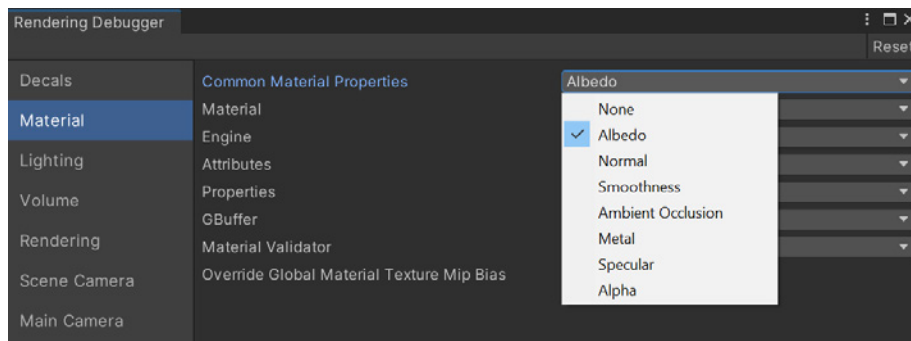 Rendering Debugger
Reset
Decals
Material
Lighting
Volume
Rendering
Scene Camera
Main Camera
Common Material Properties
Albedo
Material
Engine
Attributes
Properties
GBuffer
Material Validator
Override Global Material Texture Mip Bias
None
Albedo
Normal
Smoothness
Ambient Occlusion
Metal
Specular
Alpha